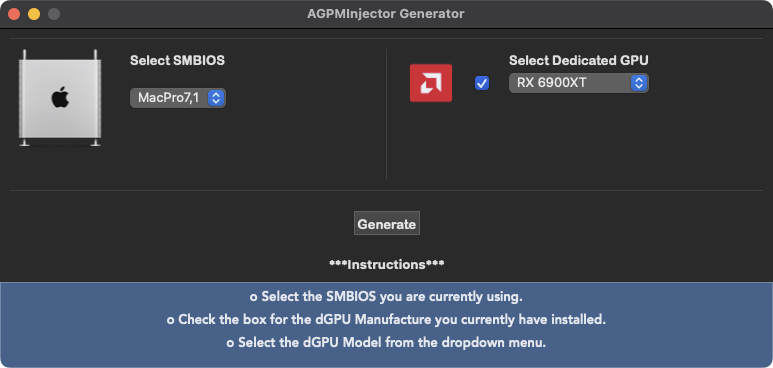 AGPMInjector Generator
Select SMBIOS
MacPro7,1
Select Dedicated GPU
RX 6900XT
Generate
***Instructions***
o Select the SMBIOS you are currently using.
o Check the box for the dGPU Manufacture you currently have installed.
o Select the dGPU Model from the dropdown menu.